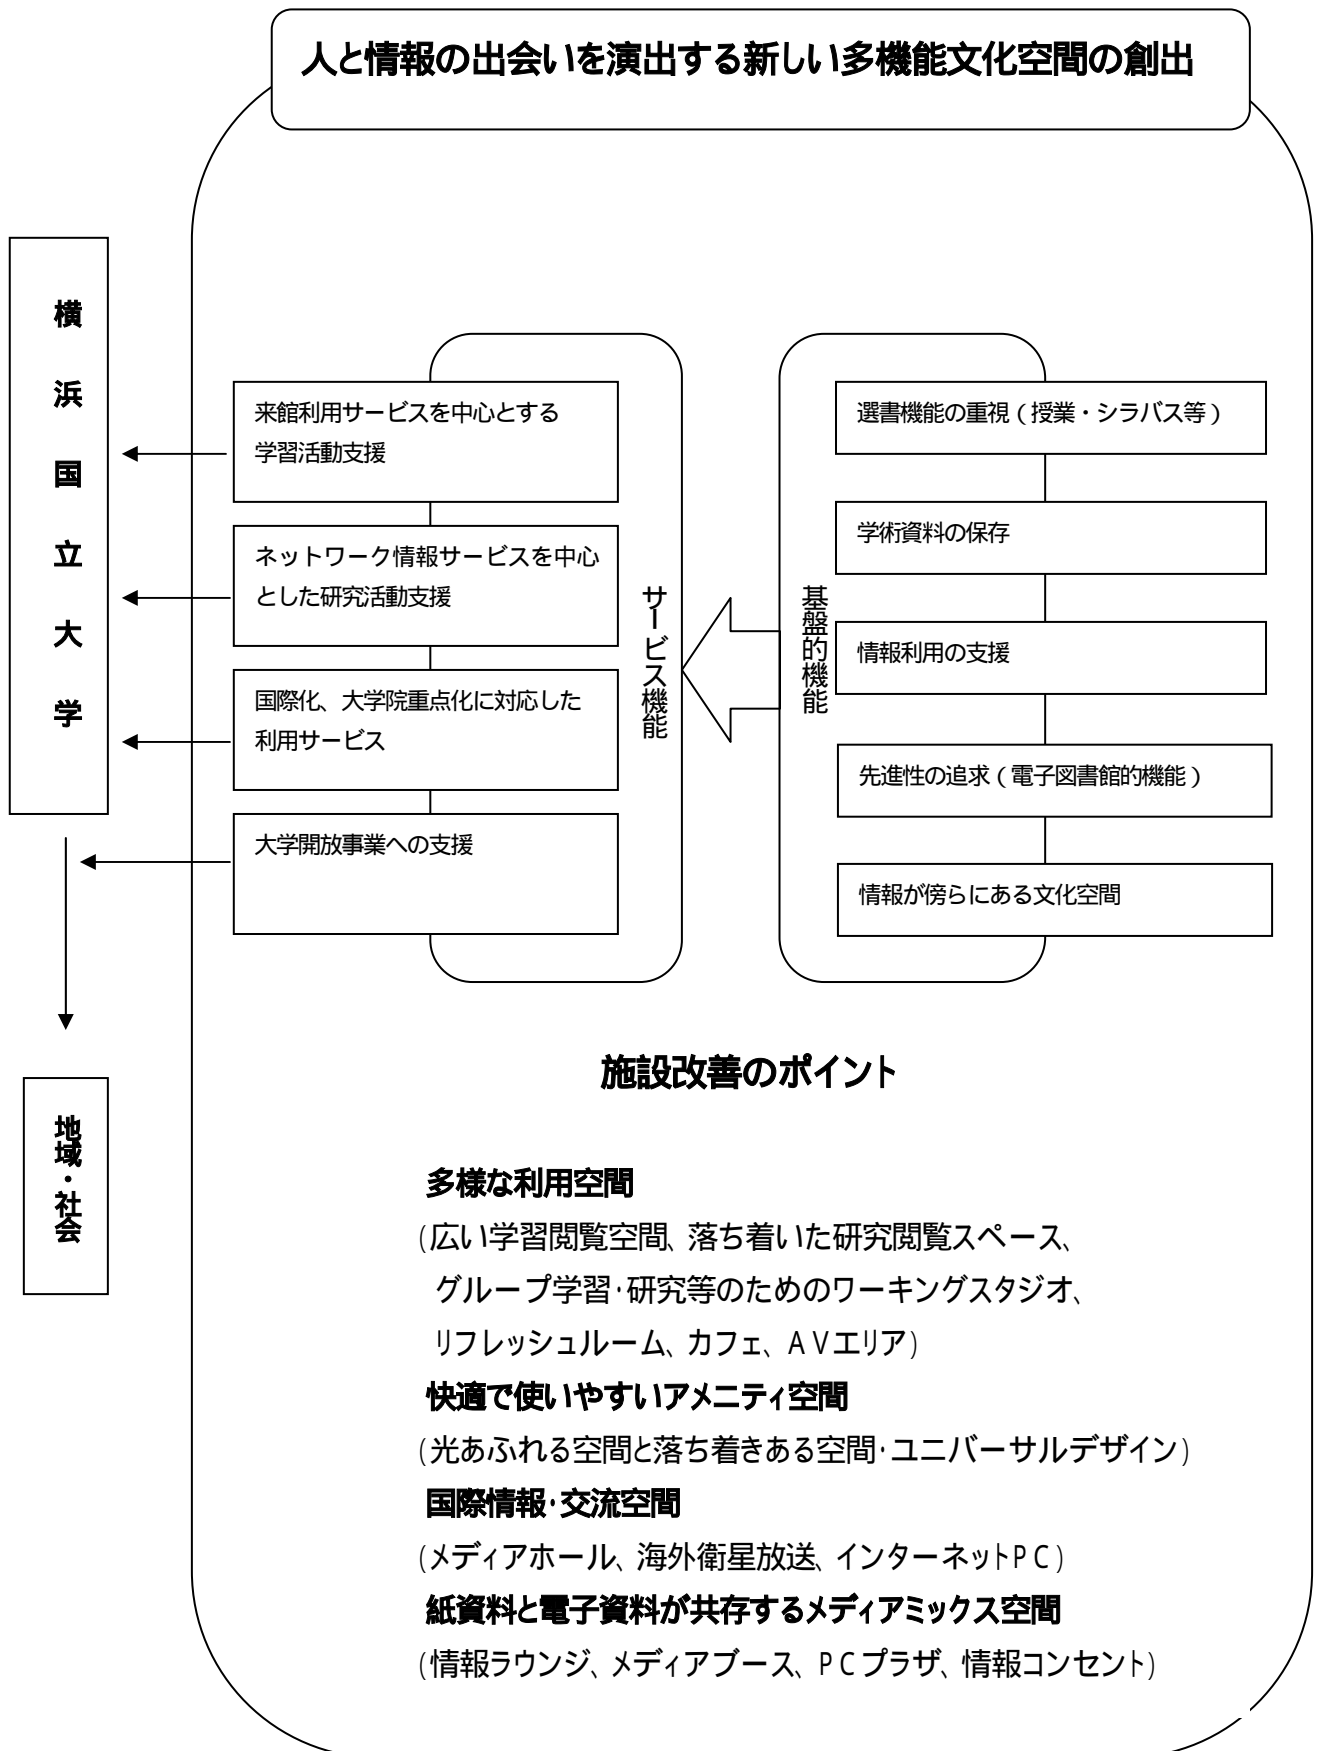 人と情報の出会いを演出する新しい多機能文化空間の創出
横浜国立大学
地域・社会
来館利用サービスを中心とする
学習活動支援
ネットワーク情報サービスを中心
とした研究活動支援
国際化、大学院重点化に対応した
利用サービス
大学開放事業への支援
サービス機能
基盤的機能
選書機能の重視(授業・シラバス等)
学術資料の保存
情報利用の支援
先進性の追求(電子図書館的機能)
情報が傍らにある文化空間
施設改善のポイント
多様な利用空間
(広い学習閲覧空間、落ち着いた研究閲覧スペース、
グループ学習・研究等のためのワーキングスタジオ、
リフレッシュルーム、カフェ、AVエリア)
快適で使いやすいアメニティ空間
(光あふれる空間と落ち着きある空間・ユニバーサルデザイン)
国際情報・交流空間
(メディアホール、海外衛星放送、インターネットPC)
紙資料と電子資料が共存するメディアミックス空間
(情報ラウンジ、メディアブース、PCプラザ、情報コンセント)